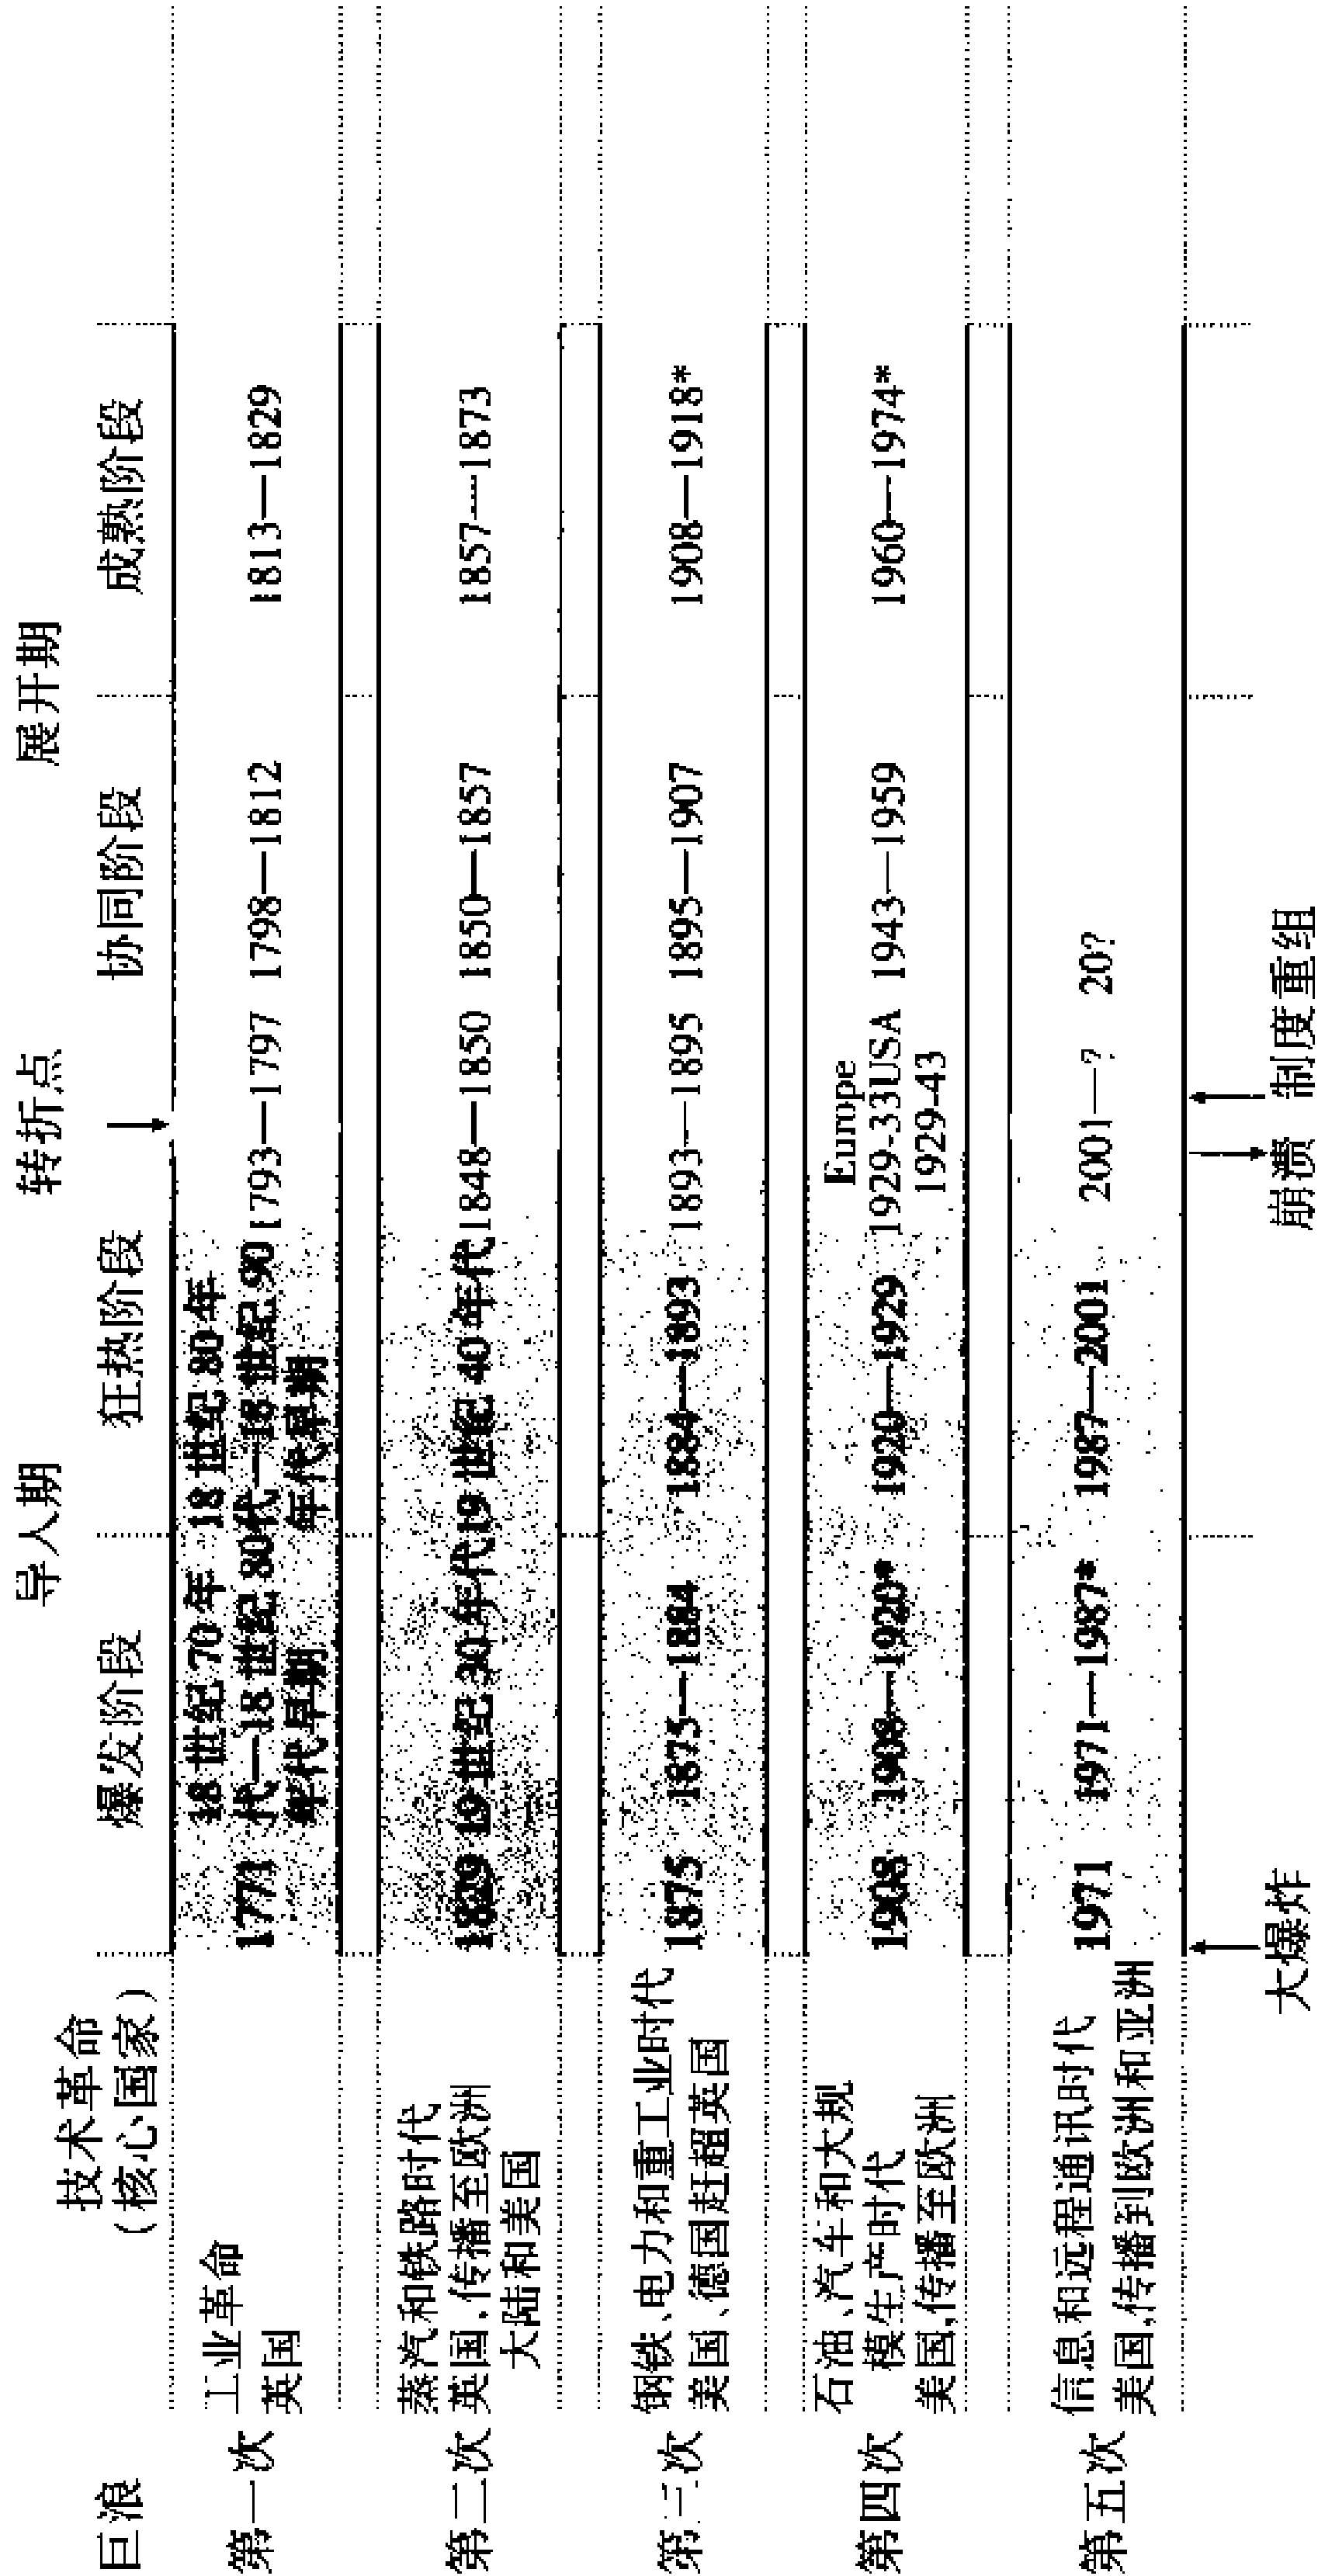 导人期 转折点 展开期
巨浪 技术革命 爆发阶段 狂热阶段 协同阶段 成熟阶段
(核心国家)
第一次 工业革命 18世纪70年 18世纪80年
1771 代—18世纪80代—18世纪90 1793—1797 1798—1812 1813—1829
英国 年代早期 年代早期
第二次 蒸汽和铁路时代
英国,传播至欧洲 1829 19世纪30年代19世纪40年代1848—1850 1850—1857 1857—1873
大陆和美国
第三次 钢铁、电力和重工业时代 1875 1875—1884 1884—1893 1893—1895 1895—1907 1908—1918*
美国、德国赶超英国
第四次 石油、汽车和大规 Europe
模生产时代 1908 1908—1920* 1920—1929 1929-33USA 1943—1959 1960—1974*
美国,传播至欧洲 1929-43
第五次 信息和远程通讯时代 1971 1971—1987* 1987—2001 2001—? 20?
美国,传播到欧洲和亚洲
大爆炸 崩溃 制度重组